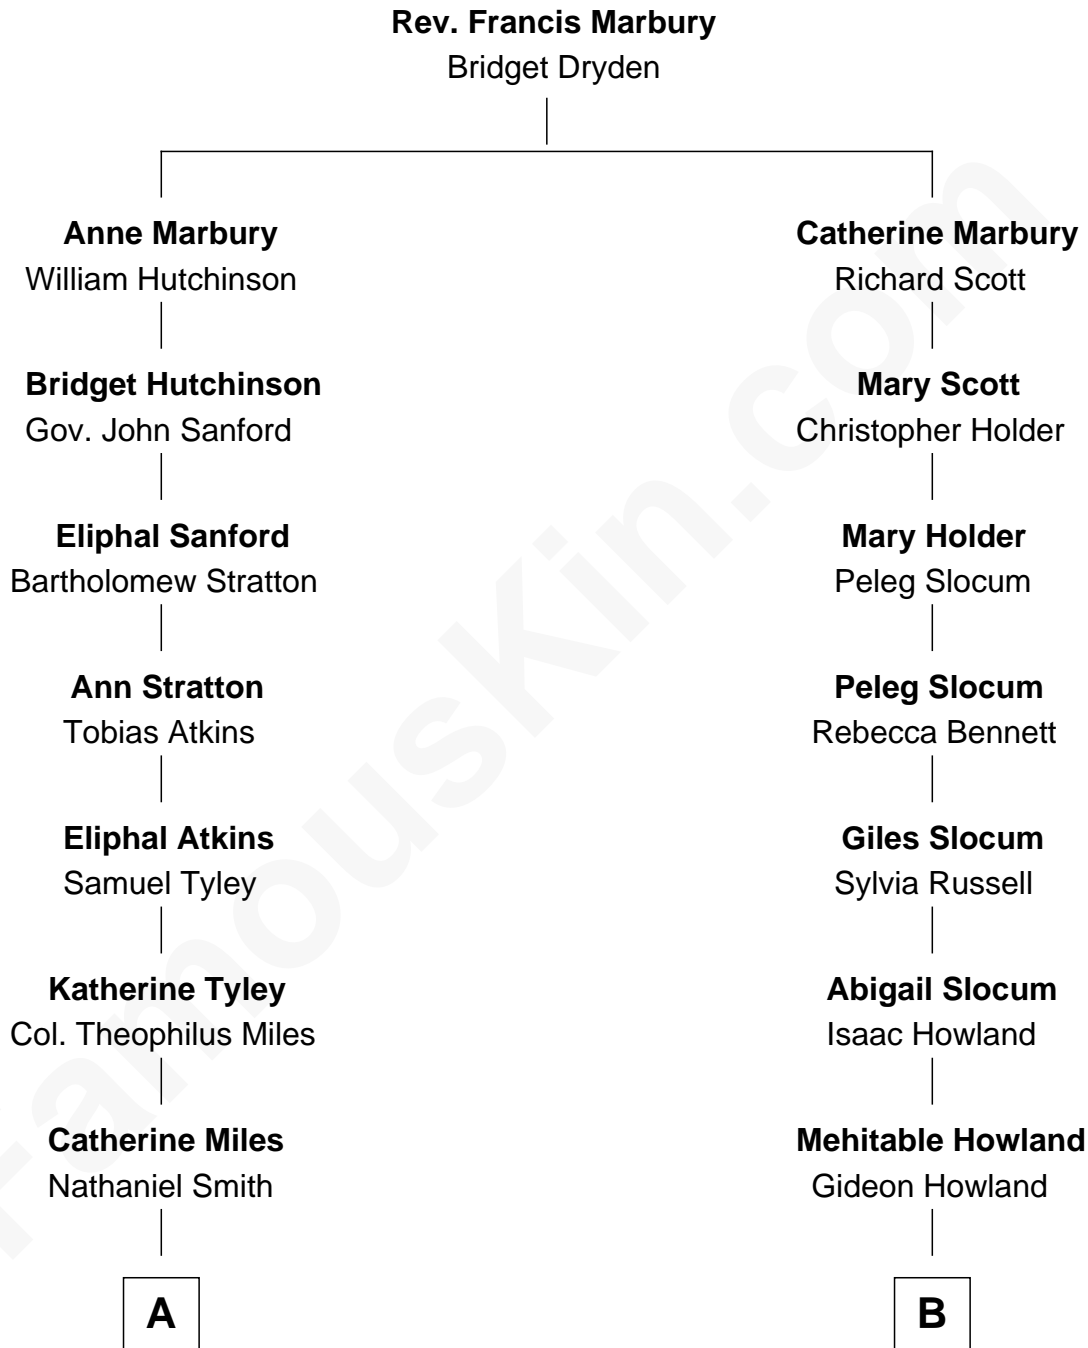 Rev. Francis Marbury
Bridget Dryden
Anne Marbury
William Hutchinson
Catherine Marbury
Richard Scott
Bridget Hutchinson
Gov. John Sanford
Mary Scott
Christopher Holder
Eliphal Sanford
Bartholomew Stratton
Mary Holder
Peleg Slocum
Ann Stratton
Tobias Atkins
Peleg Slocum
Rebecca Bennett
Eliphal Atkins
Samuel Tyley
Giles Slocum
Sylvia Russell
Katherine Tyley
Col. Theophilus Miles
Abigail Slocum
Isaac Howland
Catherine Miles
Nathaniel Smith
Mehitable Howland
Gideon Howland
A
B
FamousKin.com